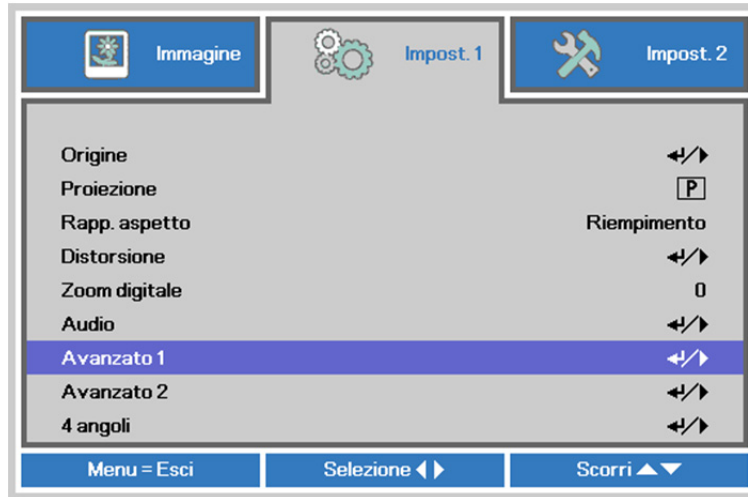 Immagine
Impost. 1
Impost. 2
Origine
Proiezione P
Rapp. aspetto Riempimento
Distorsione
Zoom digitale 0
Audio
Avanzato 1
Avanzato 2
4 angoli
Menu = Esci
Selezione
Scorri